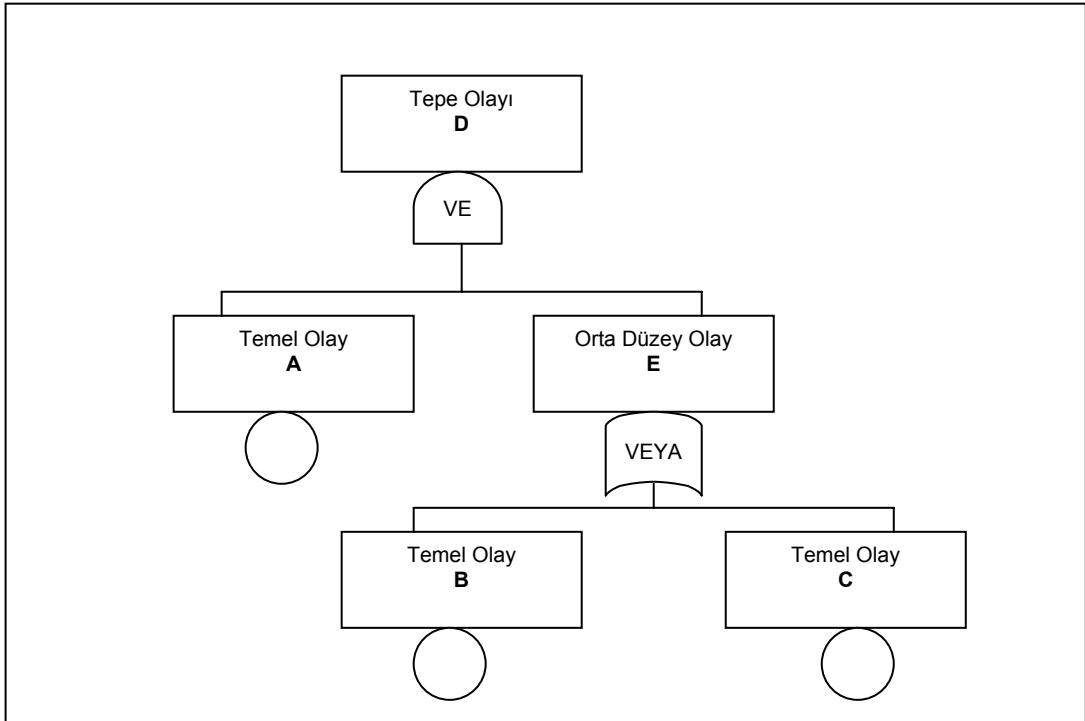 Tepe Olayı
D
VE
Temel Olay
A
Orta Düzey Olay
E
VEYA
Temel Olay
B
Temel Olay
C